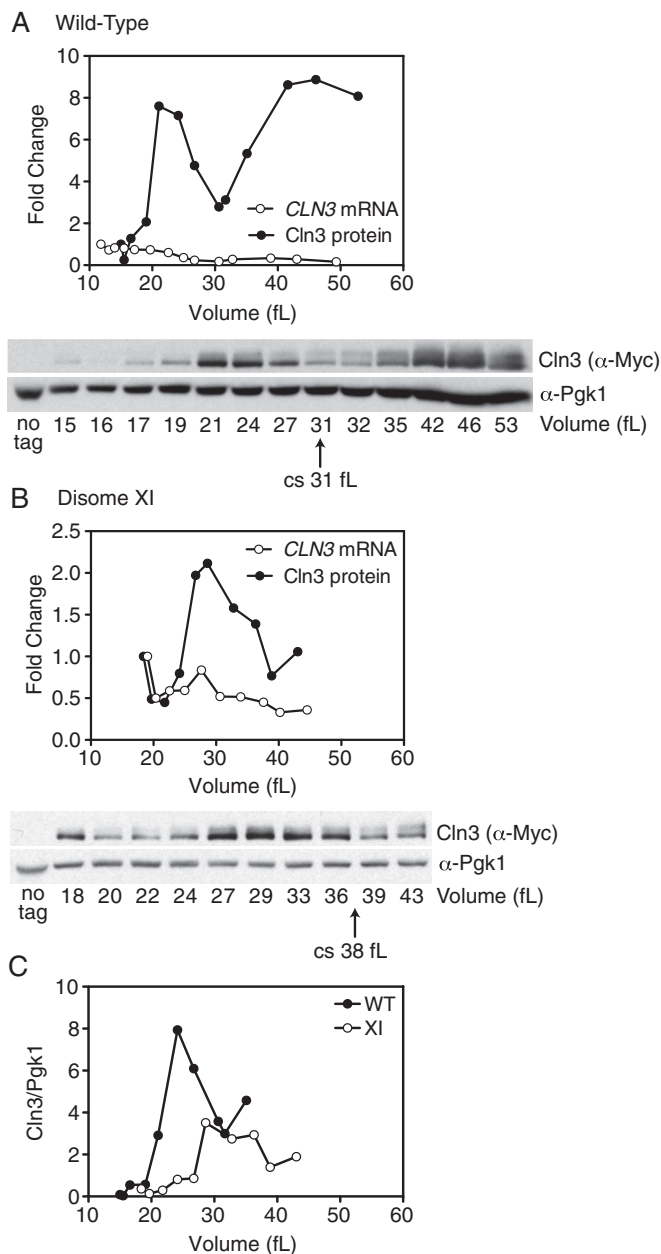 A Wild-Type
10
8
6
4
2
0
Fold Change
CLN3 mRNA
Cln3 protein
10 20 30 40 50 60
Volume (fL)
Cln3 (α-Myc)
α-Pgk1
no tag 15 16 17 19 21 24 27 31 32 35 42 46 53 Volume (fL)
cs 31 fL
B Disome XI
2.5
2.0
1.5
1.0
0.5
0.0
Fold Change
CLN3 mRNA
Cln3 protein
10 20 30 40 50 60
Volume (fL)
Cln3 (α-Myc)
α-Pgk1
no tag 18 20 22 24 27 29 33 36 39 43 Volume (fL)
cs 38 fL
C
10
8
6
4
2
0
Cln3/Pgk1
WT
XI
10 20 30 40 50 60
Volume (fL)